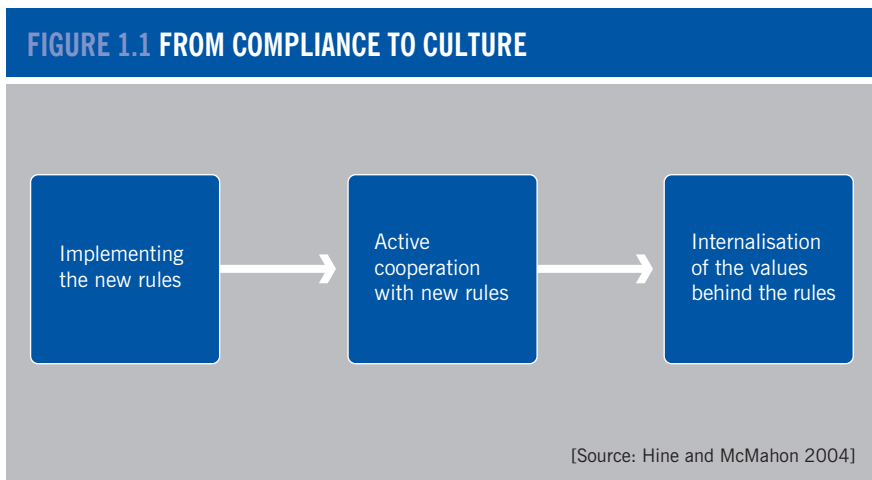 FIGURE 1.1 FROM COMPLIANCE TO CULTURE
Implementing
the new rules
Active
cooperation
with new rules
Internalisation
of the values
behind the rules
[Source: Hine and McMahon 2004]